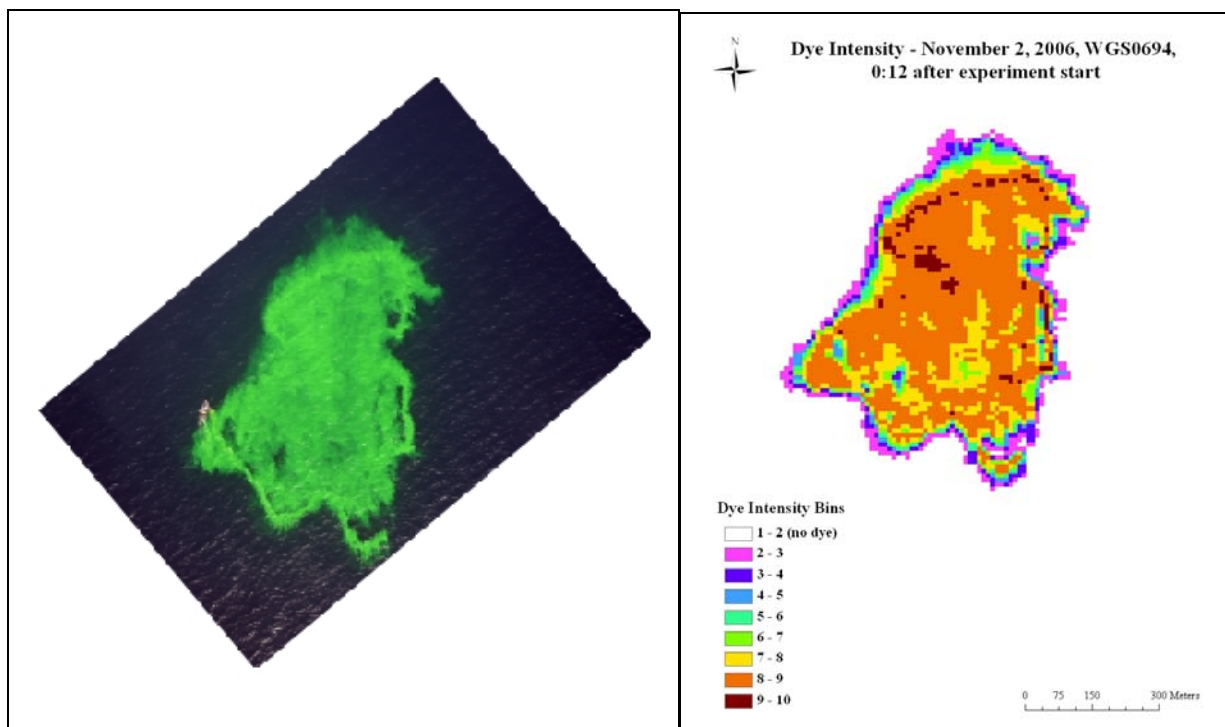 N
Dye Intensity - November 2, 2006, WGS0694,
0:12 after experiment start
Dye Intensity Bins
1 - 2 (no dye)
2 - 3
3 - 4
4 - 5
5 - 6
6 - 7
7 - 8
8 - 9
9 - 10
0 75 150 300 Meters